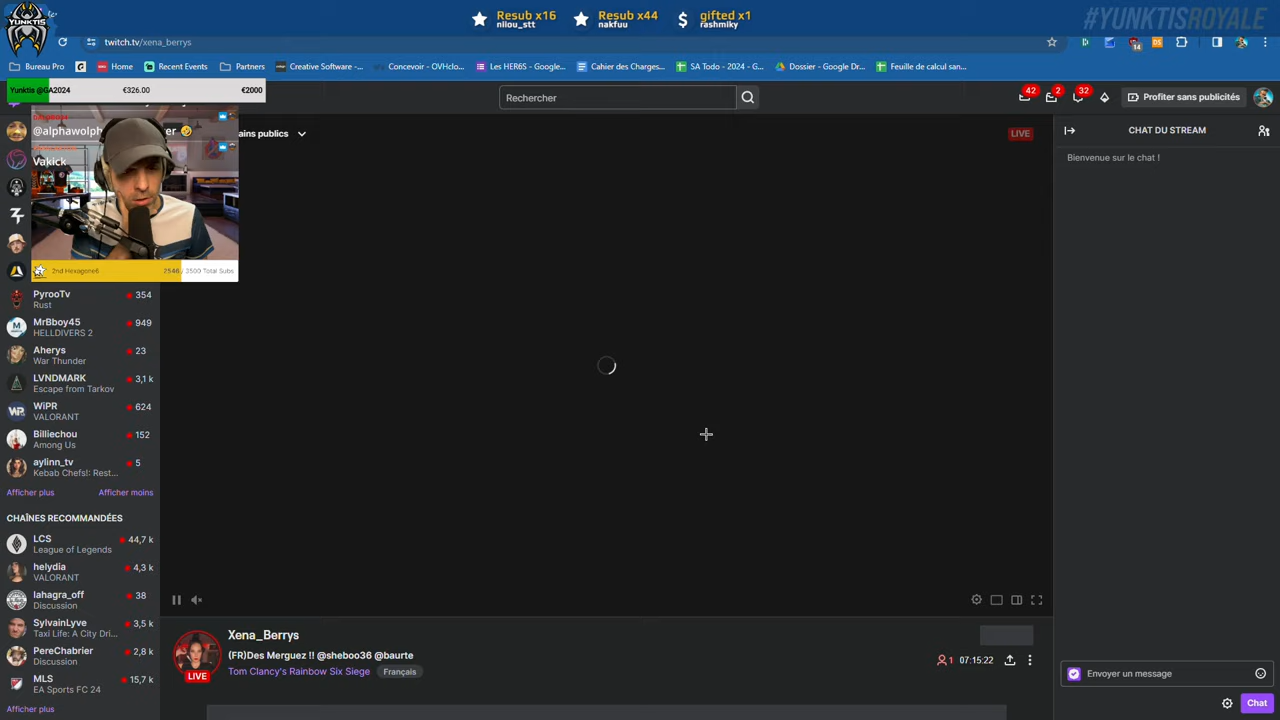 YUNKTIS
Resub x16
nilou_stt
Resub x44
nakfuu
gifted x1
rashmiky
#YUNKTISROYALE
twitch.tv/xena_berrys
14
Bureau Pro
Home
Recent Events
Partners
Creative Software -...
Concevoir - OVHclo...
Les HER6S - Google...
Cahier des Charges...
SA Todo - Google S...
Dossier - Google Dr...
Feuille de calcul san...
Yunktis @GA2024
€326.00
€2000
Rechercher
42
2
32
Profiter sans publicités
ains publics
LIVE
CHAT DU STREAM
Bienvenue sur le chat !
Vakick
2nd Hexagone6
2546 / 3500 Total Subs
PyrooTv
354
Rust
MrBboy45
949
HELLDIVERS 2
Aherys
23
War Thunder
LVNDMARK
3,1 k
Escape from Tarkov
WiPR
624
VALORANT
Billiechou
152
Among Us
aylinn_tv
5
Kebab Chefs!: Rest...
Afficher plus
Afficher moins
CHAÎNES RECOMMANDÉES
LCS
44,7 k
League of Legends
helydia
4,3 k
VALORANT
lahagra_off
38
Discussion
SylvainLyve
3,5 k
Taxi Life: A City Dri...
PereChabrier
2,8 k
Discussion
MLS
15,7 k
EA Sports FC 24
Afficher plus
Xena_Berrys
(FR)Des Merguez !! @sheboo36 @baurte
Tom Clancy's Rainbow Six Siege
Français
LIVE
1
07:15:22
Envoyer un message
Chat